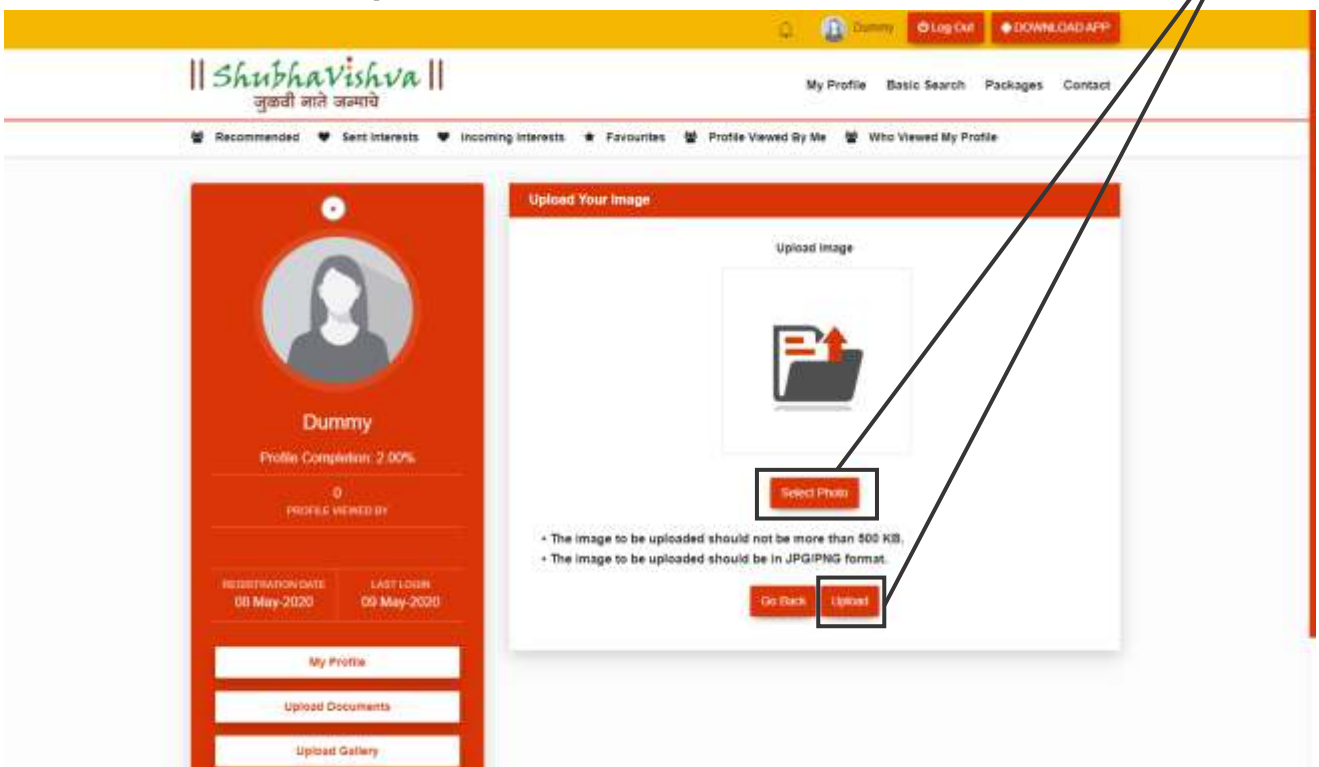 Dummy Log Out DOWNLOAD APP
|| ShubhaVishva ||
जुळवी नाते जन्माचे
My Profile Basic Search Packages Contact
Recommended Sent Interests Incoming Interests Favourites Profile Viewed By Me Who Viewed My Profile
Upload Your Image
Upload Image
Dummy
Profile Completion: 2.00%
0
PROFILE VIEWED BY
Select Photo
• The image to be uploaded should not be more than 500 KB.
• The image to be uploaded should be in JPG/PNG format.
REGISTRATION DATE LAST LOGIN
08 May-2020 09 May-2020
Go Back Upload
My Profile
Upload Documents
Upload Gallery